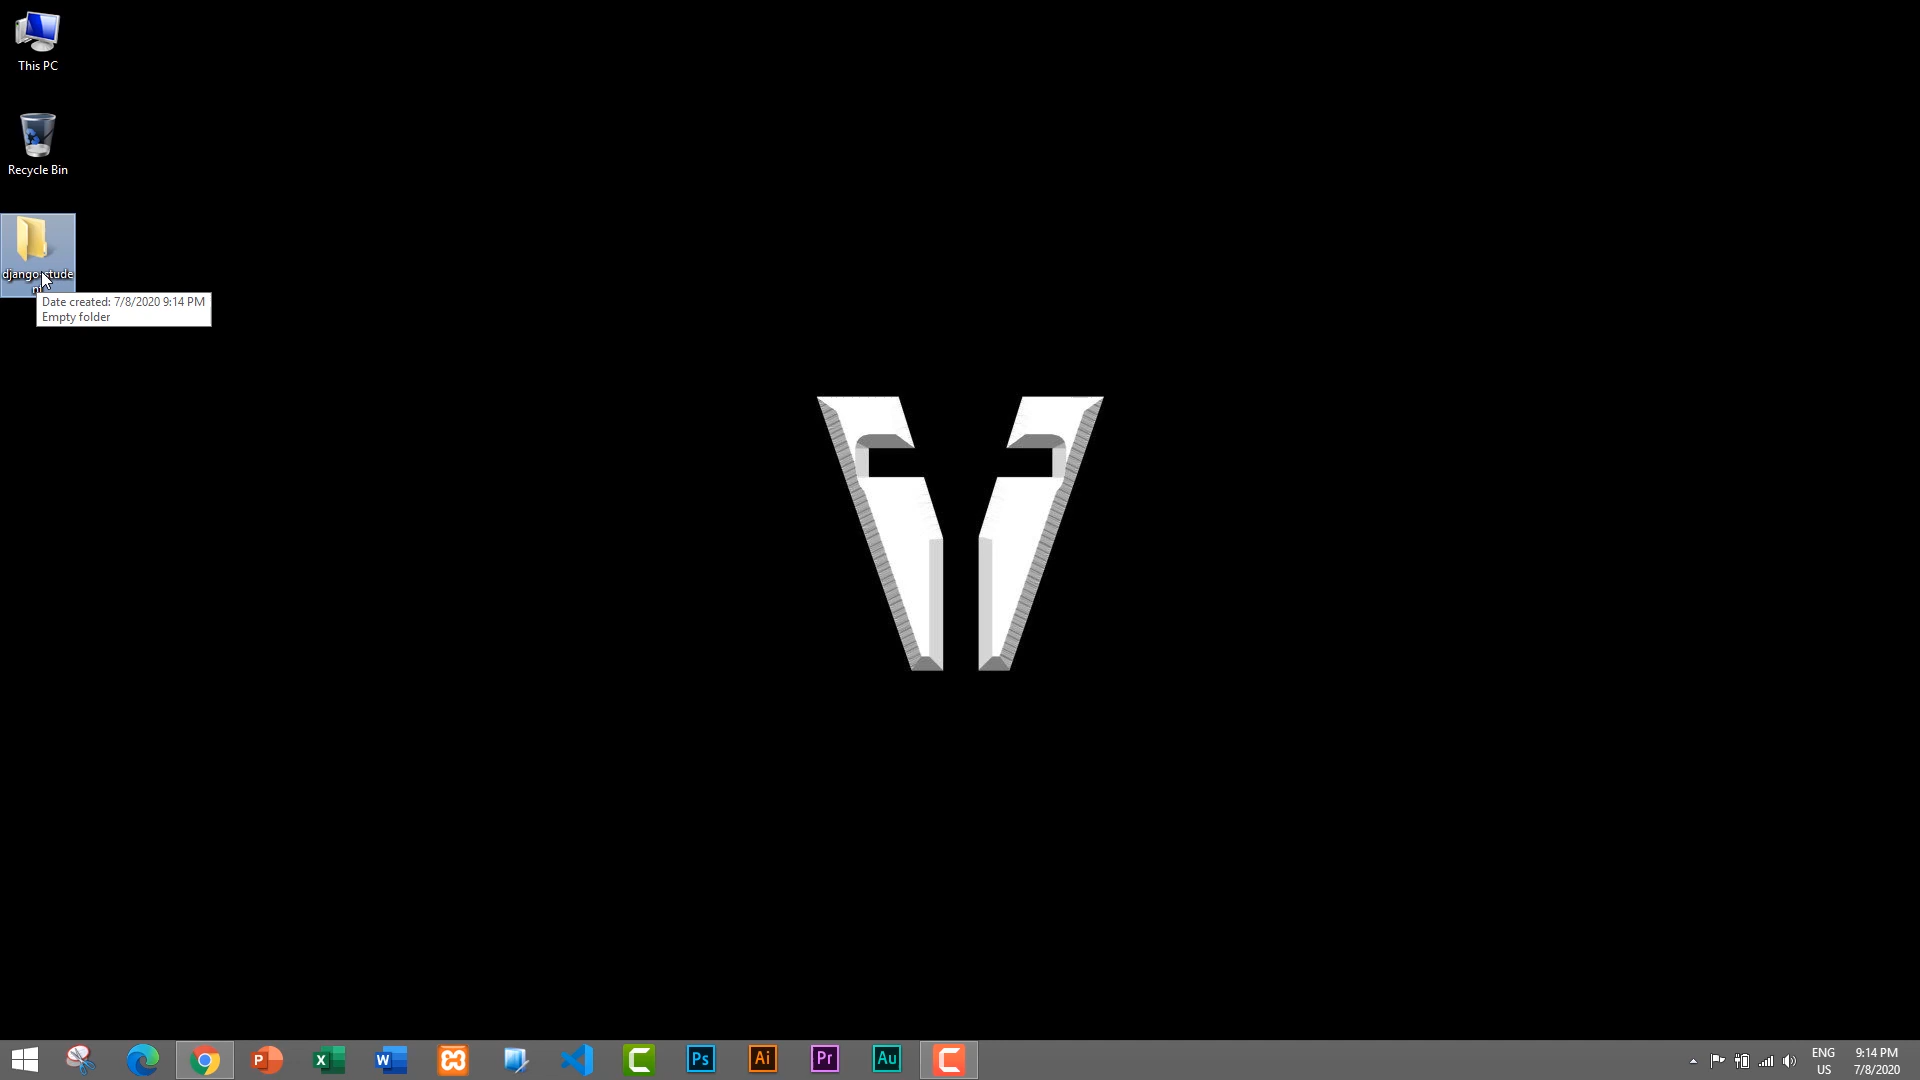 This PC
Recycle Bin
django-stude
Date created: 7/8/2020 9:14 PM
Empty folder
Ps
Ai
Pr
Au
ENG
US
9:14 PM
7/8/2020